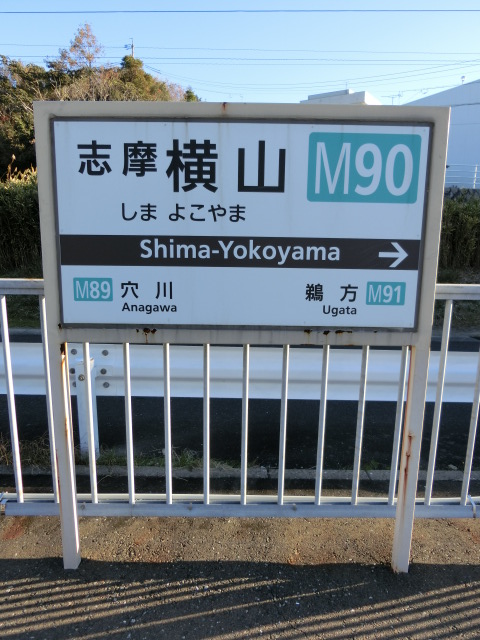 志摩横山 M90
しま よこやま
Shima-Yokoyama →
M89 穴川 鵜方 M91
Anagawa Ugata